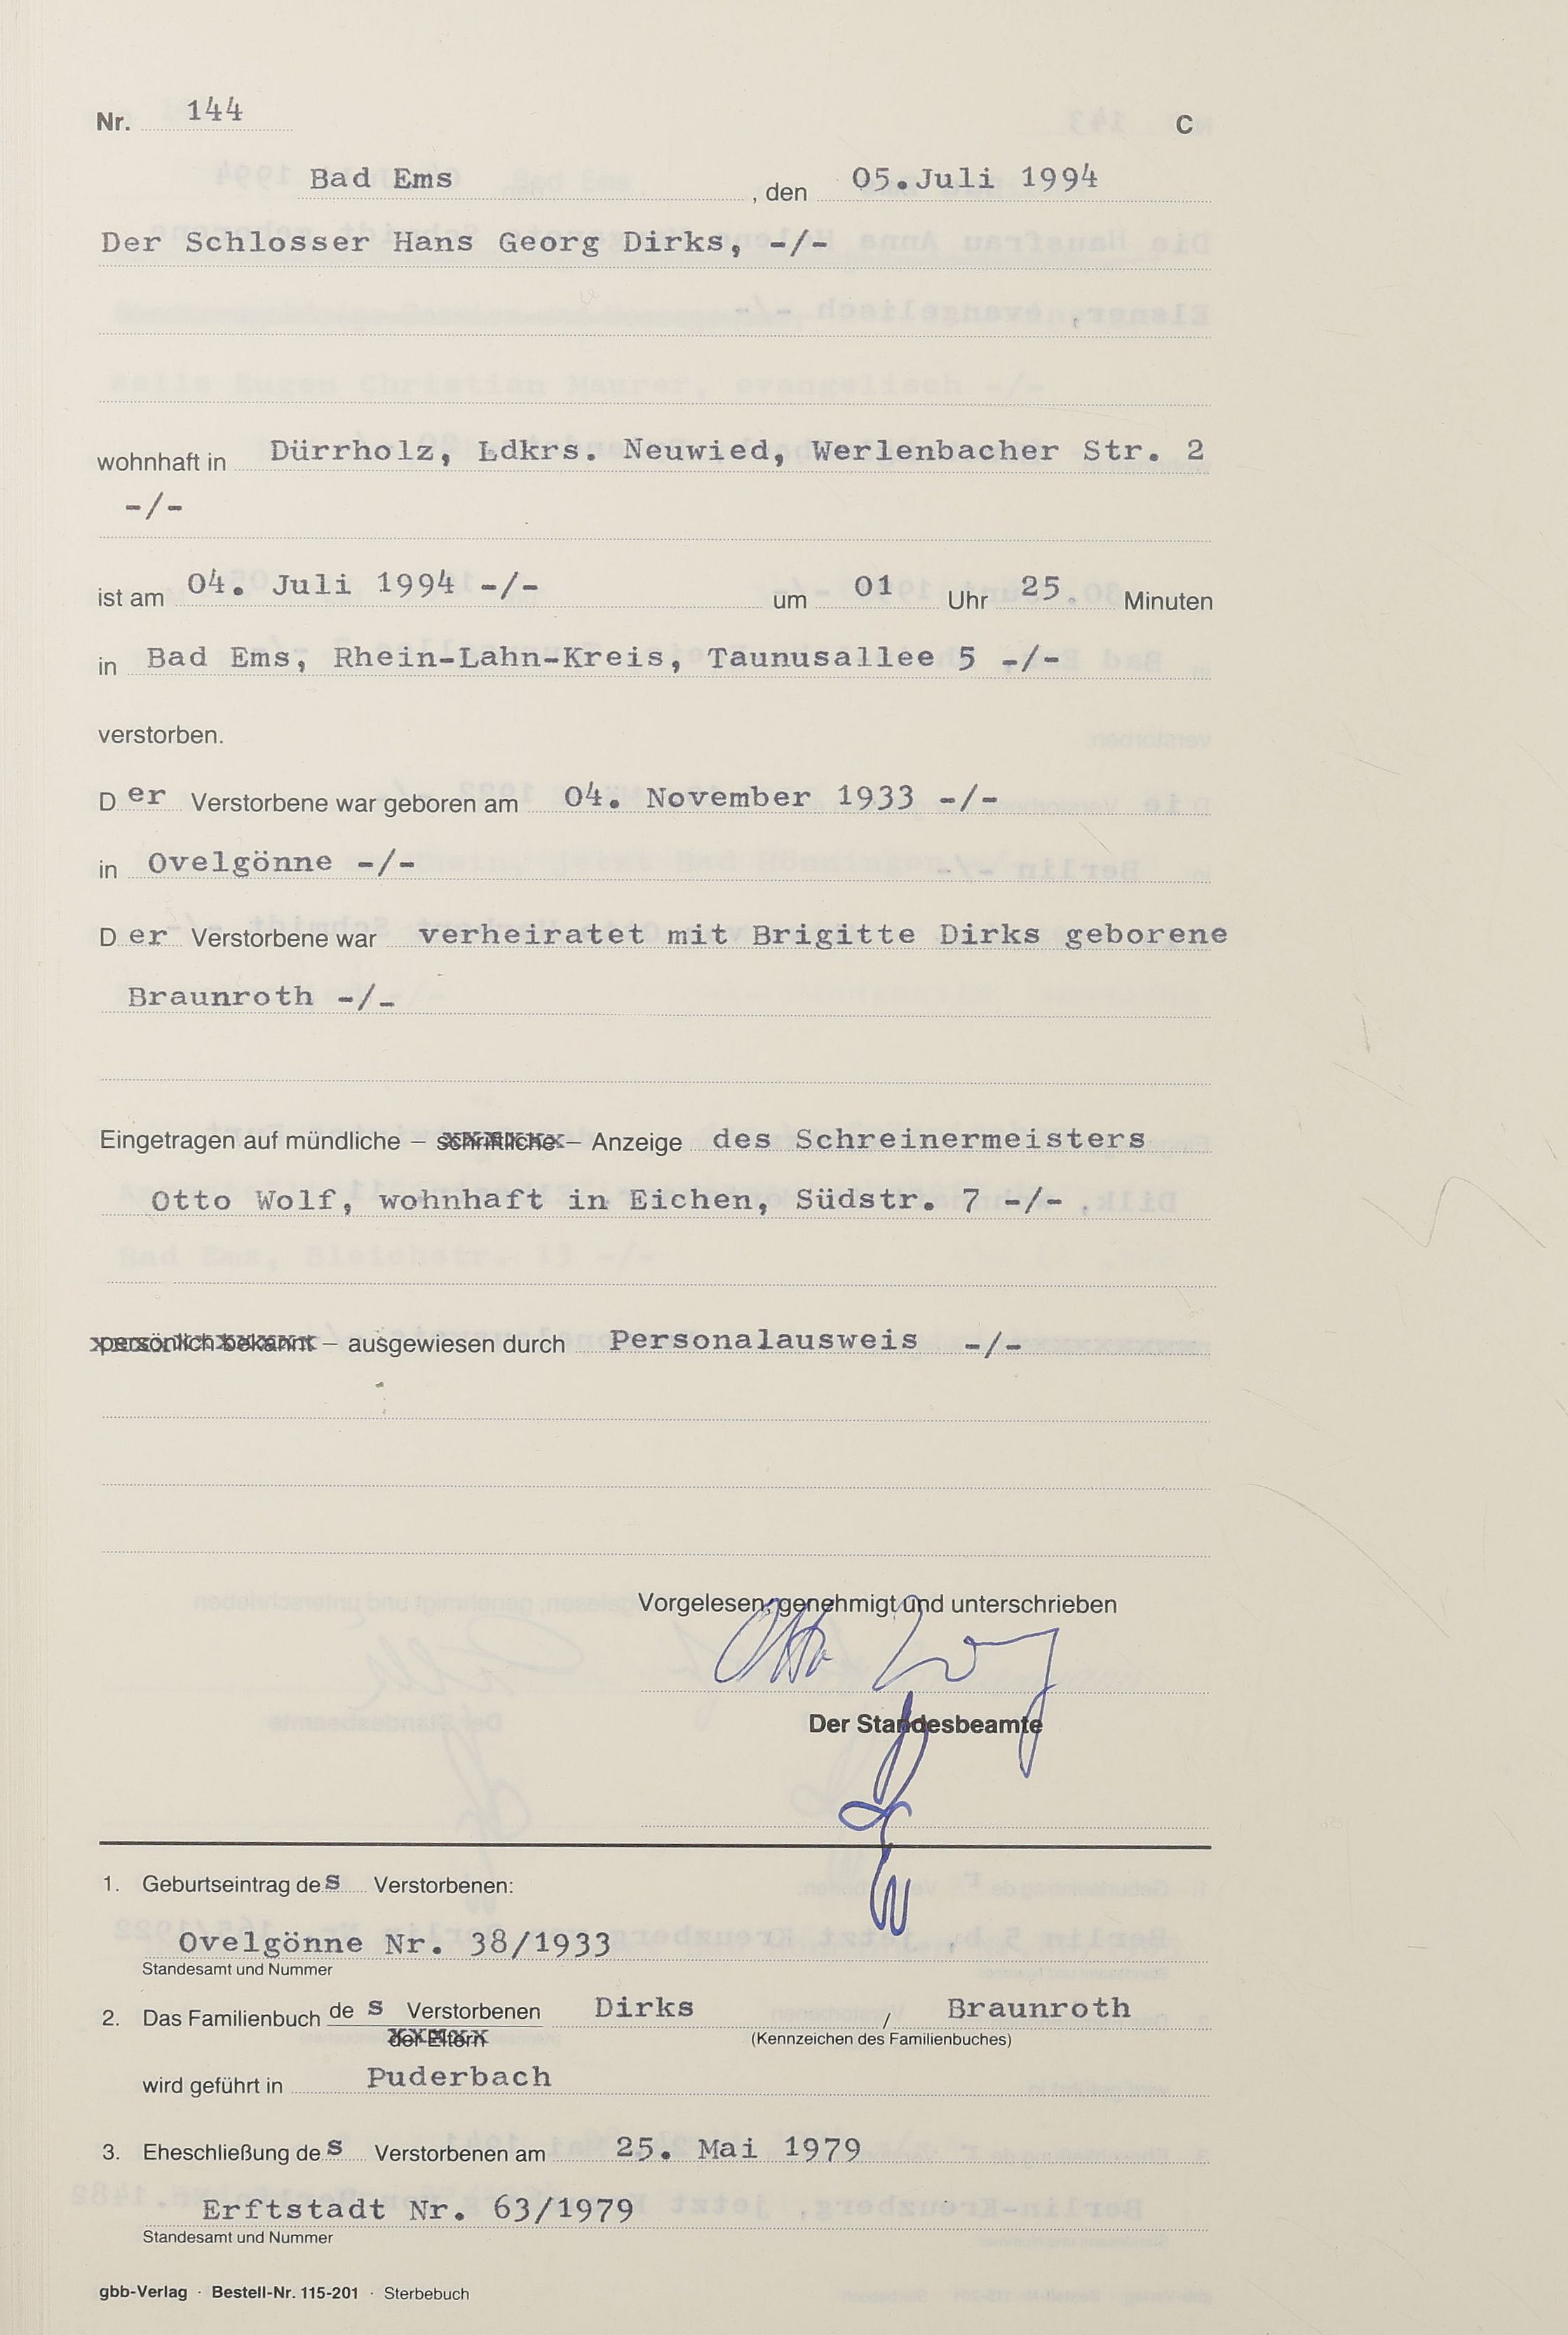 Nr. 144 C
Bad Ems , den 05.Juli 1994
Der Schlosser Hans Georg Dirks, -/-
wohnhaft in Dürrholz, Ldkrs. Neuwied, Werlenbacher Str. 2
-/-
ist am 04. Juli 1994 -/- um 01 Uhr 25 Minuten
in Bad Ems, Rhein-Lahn-Kreis, Taunusallee 5 -/-
verstorben.
D er Verstorbene war geboren am 04. November 1933 -/-
in Ovelgönne -/-
D er Verstorbene war verheiratet mit Brigitte Dirks geborene
Braunroth -/-
Eingetragen auf mündliche – schriftliche – Anzeige des Schreinermeisters
Otto Wolf, wohnhaft in Eichen, Südstr. 7 -/-
persönlich bekannt – ausgewiesen durch Personalausweis -/-
Vorgelesen, genehmigt und unterschrieben
Otto Wolf
Der Standesbeamte
1. Geburtseintrag des Verstorbenen:
Ovelgönne Nr. 38/1933
Standesamt und Nummer
2. Das Familienbuch de s Verstorbenen Dirks / Braunroth
der Eltern (Kennzeichen des Familienbuches)
wird geführt in Puderbach
3. Eheschließung des Verstorbenen am 25. Mai 1979
Erftstadt Nr. 63/1979
Standesamt und Nummer
gbb-Verlag · Bestell-Nr. 115-201 · Sterbebuch